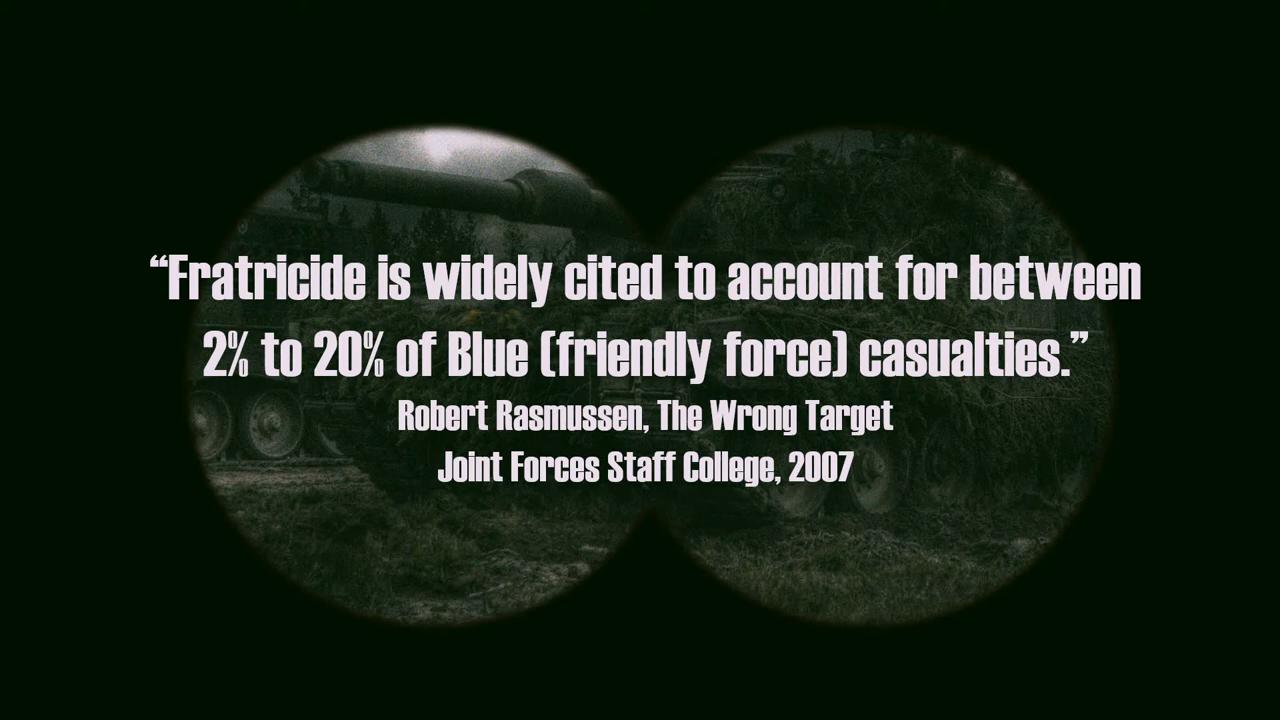 “Fratricide is widely cited to account for between
2% to 20% of Blue (friendly force) casualties.”
Robert Rasmussen, The Wrong Target
Joint Forces Staff College, 2007